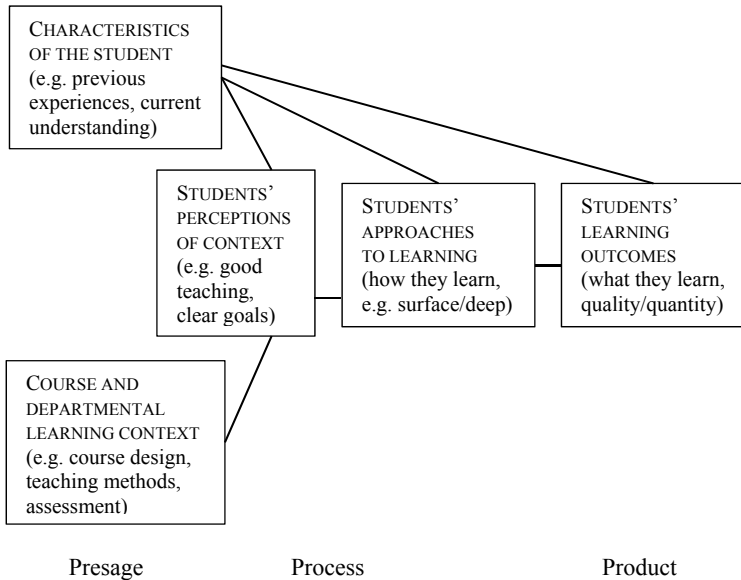 CHARACTERISTICS
OF THE STUDENT
(e.g. previous
experiences, current
understanding)
STUDENTS’
PERCEPTIONS
OF CONTEXT
(e.g. good
teaching,
clear goals)
STUDENTS’
APPROACHES
TO LEARNING
(how they learn,
e.g. surface/deep)
STUDENTS’
LEARNING
OUTCOMES
(what they learn,
quality/quantity)
COURSE AND
DEPARTMENTAL
LEARNING CONTEXT
(e.g. course design,
teaching methods,
assessment)
Presage
Process
Product